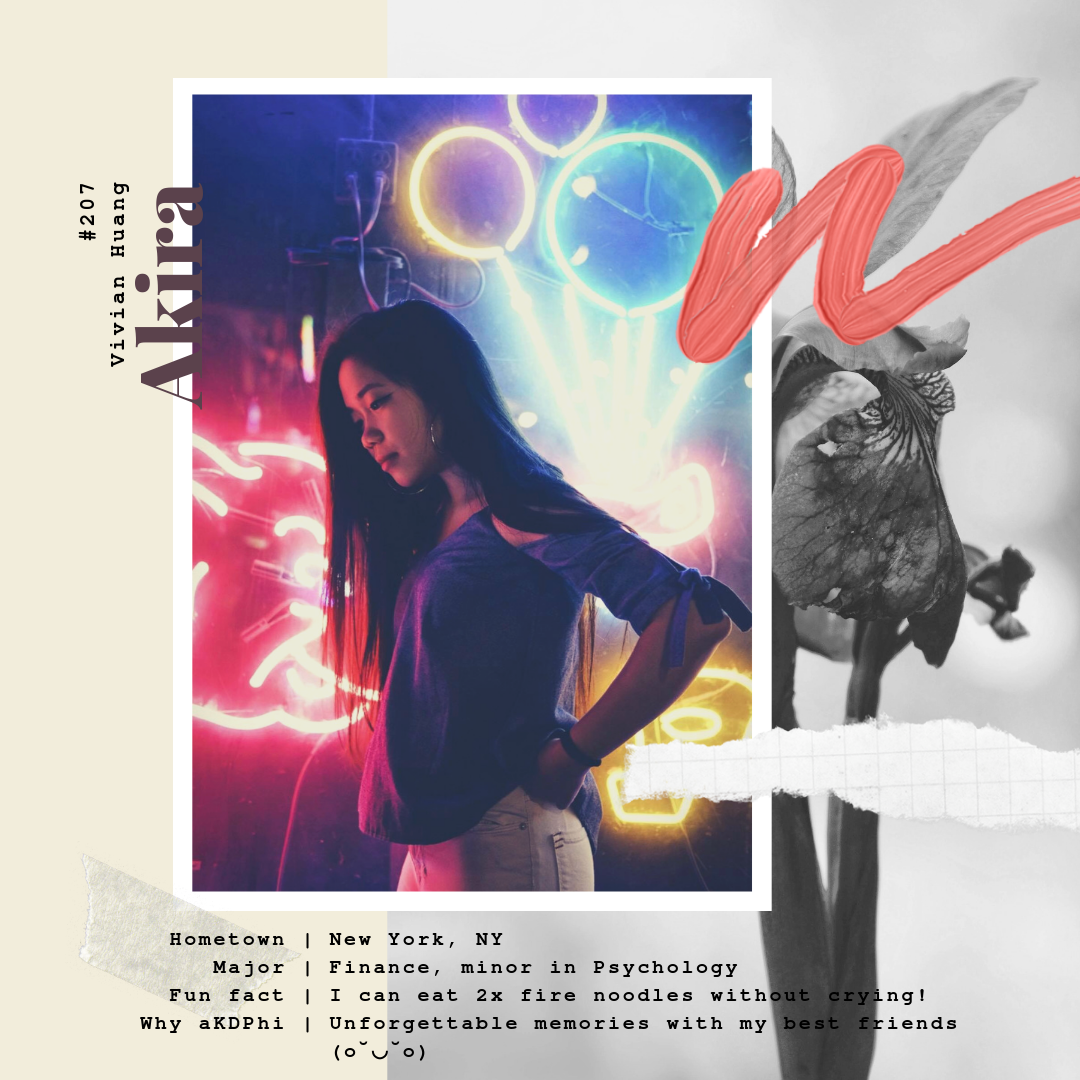 #207
Vivian Huang
Akira
Hometown | New York, NY
Major | Finance, minor in Psychology
Fun fact | I can eat 2x fire noodles without crying!
Why aKDPhi | Unforgettable memories with my best friends
(o˘◡˘o)